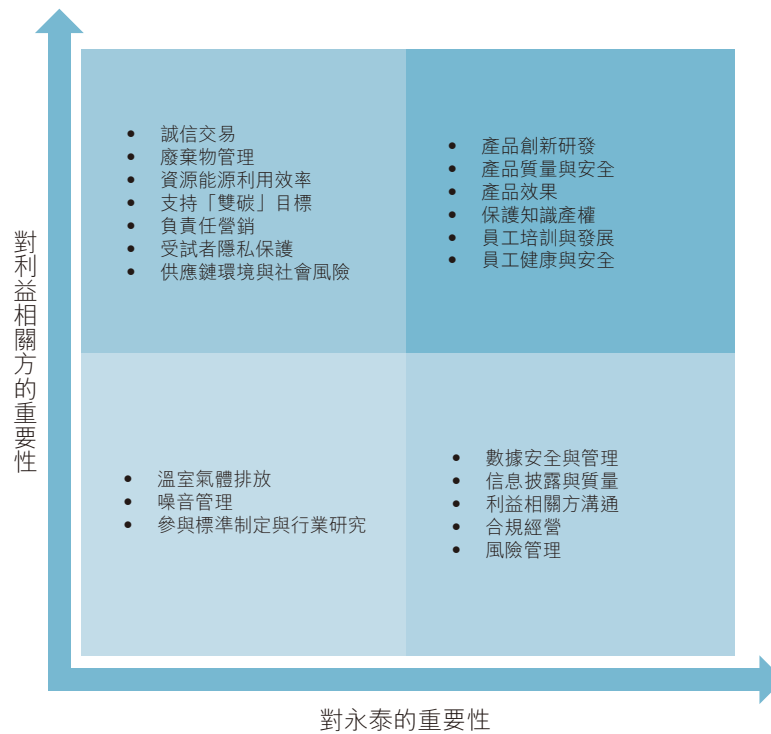 對利益相關方的重要性
• 誠信交易
• 廢棄物管理
• 資源能源利用效率
• 支持「雙碳」目標
• 負責任營銷
• 受試者隱私保護
• 供應鏈環境與社會風險
• 產品創新研發
• 產品質量與安全
• 產品效果
• 保護知識產權
• 員工培訓與發展
• 員工健康與安全
• 溫室氣體排放
• 噪音管理
• 參與標準制定與行業研究
• 數據安全與管理
• 信息披露與質量
• 利益相關方溝通
• 合規經營
• 風險管理
對永泰的重要性